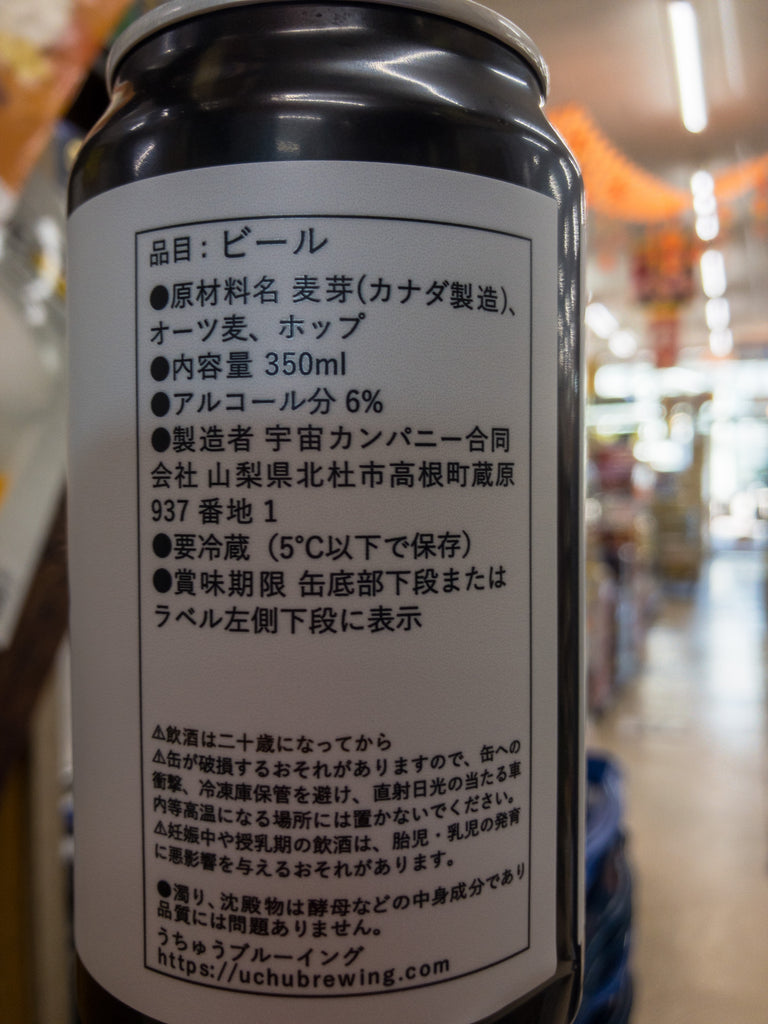 品目：ビール
●原材料名 麦芽(カナダ製造)、
オーツ麦、ホップ
●内容量 350ml
●アルコール分 6%
●製造者 宇宙カンパニー合同
会社 山梨県北杜市高根町蔵原
937 番地 1
●要冷蔵（5℃以下で保存）
●賞味期限 缶底部下段または
ラベル左側下段に表示
⚠飲酒は二十歳になってから
⚠缶が破損するおそれがありますので、缶への
衝撃、冷凍庫保管を避け、直射日光の当たる車
内等高温になる場所には置かないでください。
⚠妊娠中や授乳期の飲酒は、胎児・乳児の発育
に悪影響を与えるおそれがあります。
●濁り、沈殿物は酵母などの中身成分であり
品質には問題ありません。
うちゅうブルーイング
https://uchubrewing.com